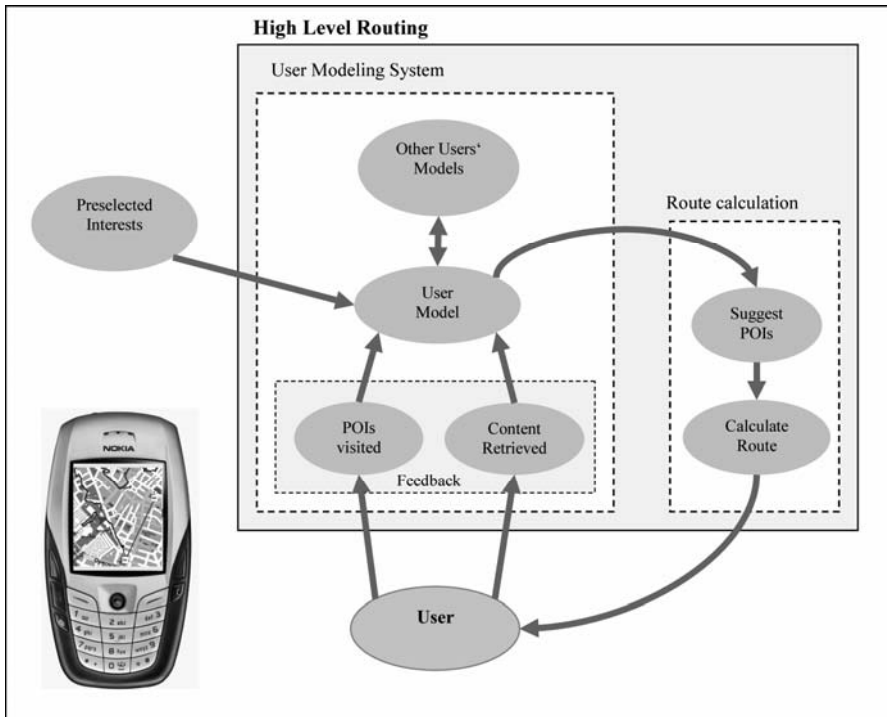 High Level Routing
User Modeling System
Other Users‘
Models
Preselected
Interests
Route calculation
User
Model
Suggest
POIs
POIs
visited
Content
Retrieved
Calculate
Route
Feedback
NOKIA
User